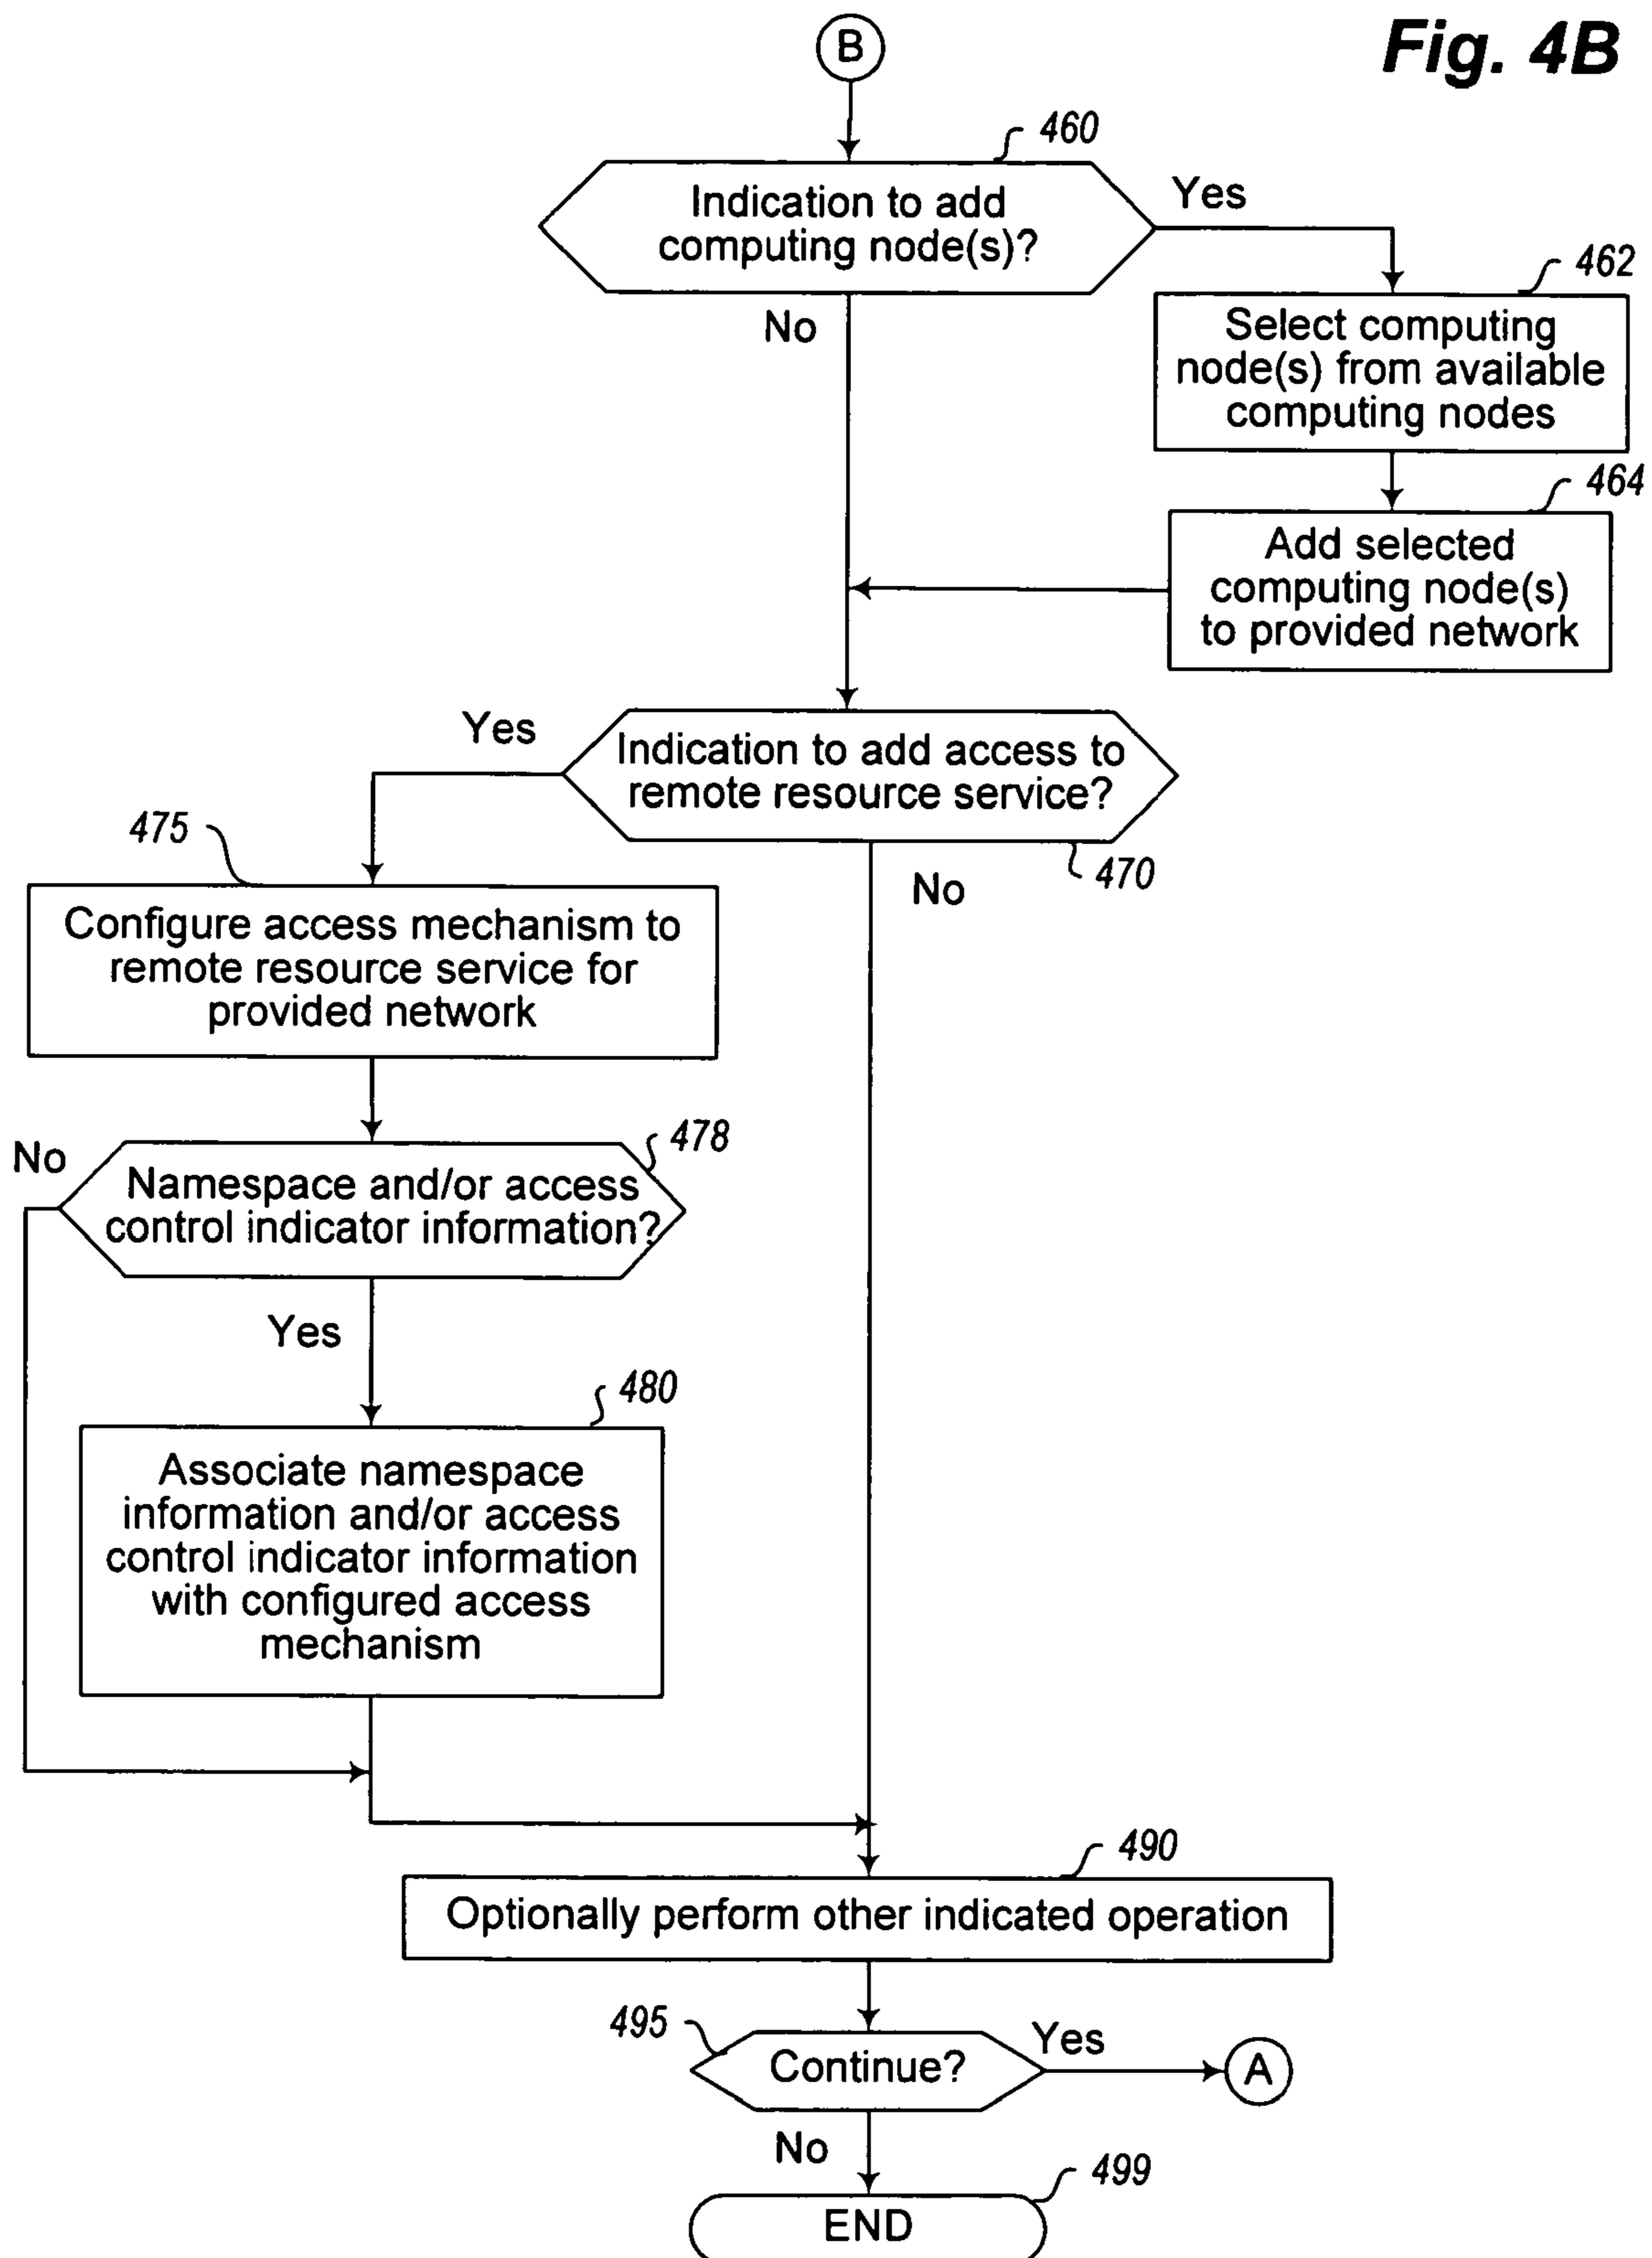 Fig. 4B
B
460
Indication to add
computing node(s)?
Yes
No
462
Select computing
node(s) from available
computing nodes
464
Add selected
computing node(s)
to provided network
Yes
Indication to add access to
remote resource service?
470
No
475
Configure access mechanism to
remote resource service for
provided network
No
478
Namespace and/or access
control indicator information?
Yes
480
Associate namespace
information and/or access
control indicator information
with configured access
mechanism
490
Optionally perform other indicated operation
495
Continue?
Yes
A
No
499
END